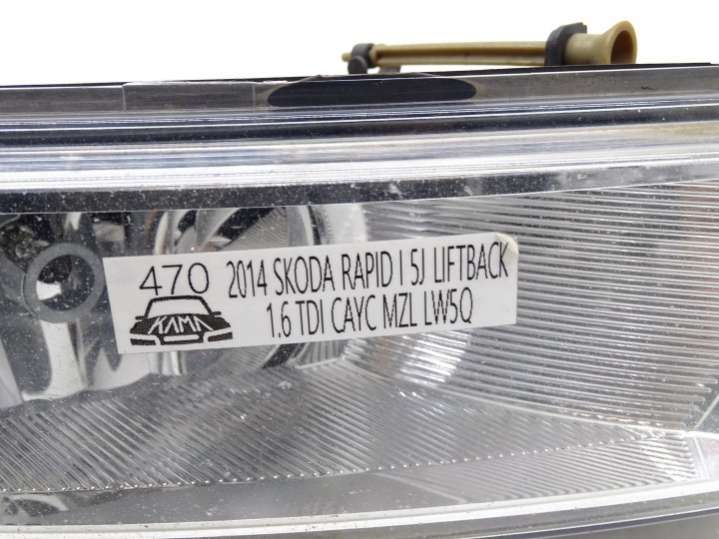 470
2014 SKODA RAPID I 5J LIFTBACK
1.6 TDI CAYC MZL LW5Q
KAMA